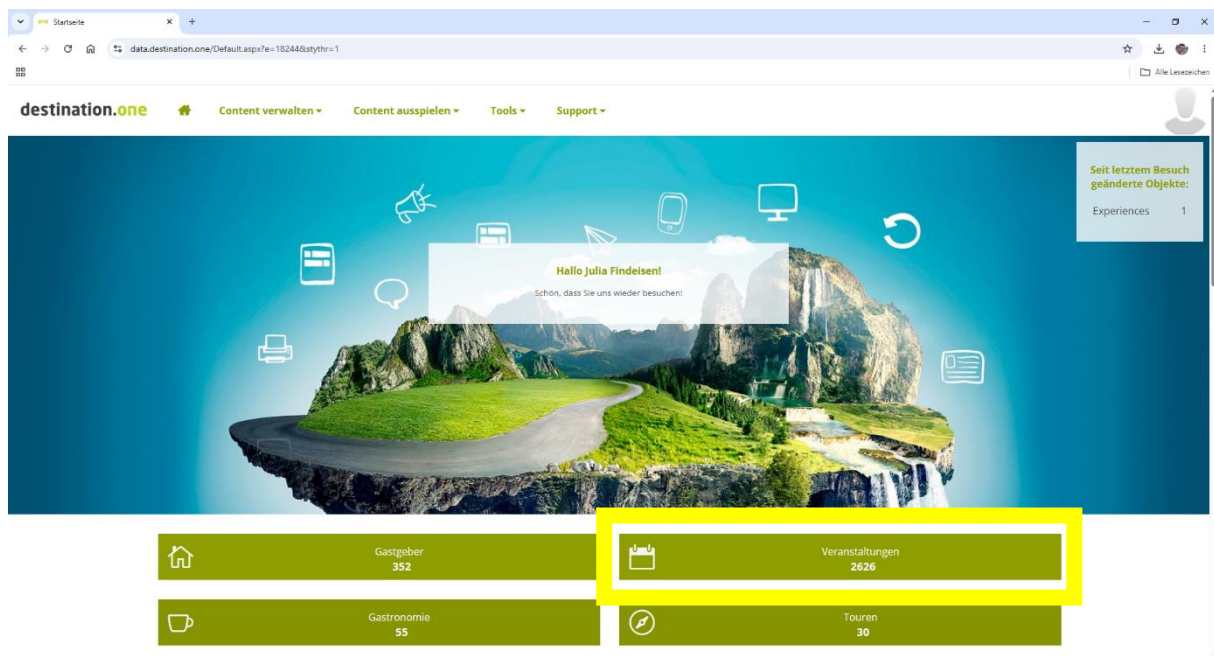 one Startseite
data.destination.one/Default.aspx?e=18244&stythr=1
Alle Lesezeichen
destination.one Content verwalten Content ausspielen Tools Support
Seit letztem Besuch
geänderte Objekte:
Experiences 1
Hallo Julia Findeisen!
Schön, dass Sie uns wieder besuchen!
Gastgeber
352
Veranstaltungen
2626
Gastronomie
55
Touren
30